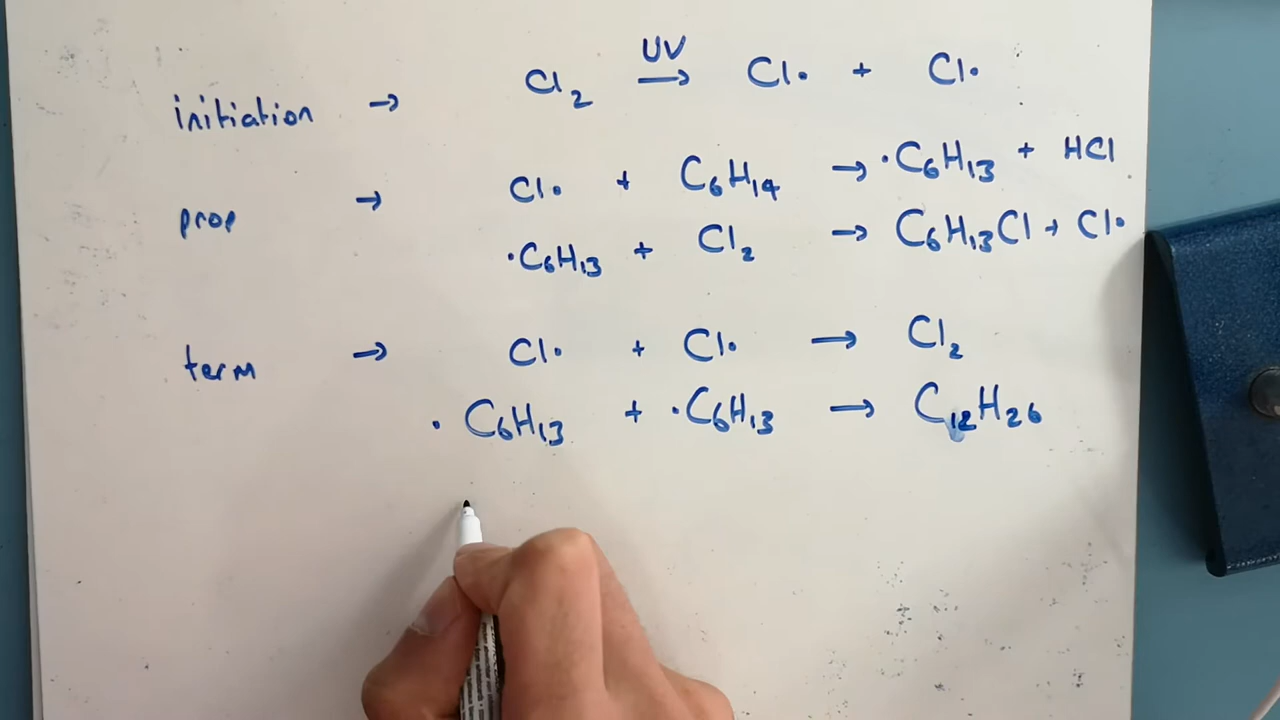 initiation → Cl₂ UV→ Cl• + Cl•
prop → Cl• + C₆H₁₄ → •C₆H₁₃ + HCl
•C₆H₁₃ + Cl₂ → C₆H₁₃Cl + Cl•
term → Cl• + Cl• → Cl₂
•C₆H₁₃ + •C₆H₁₃ → C₁₂H₂₆